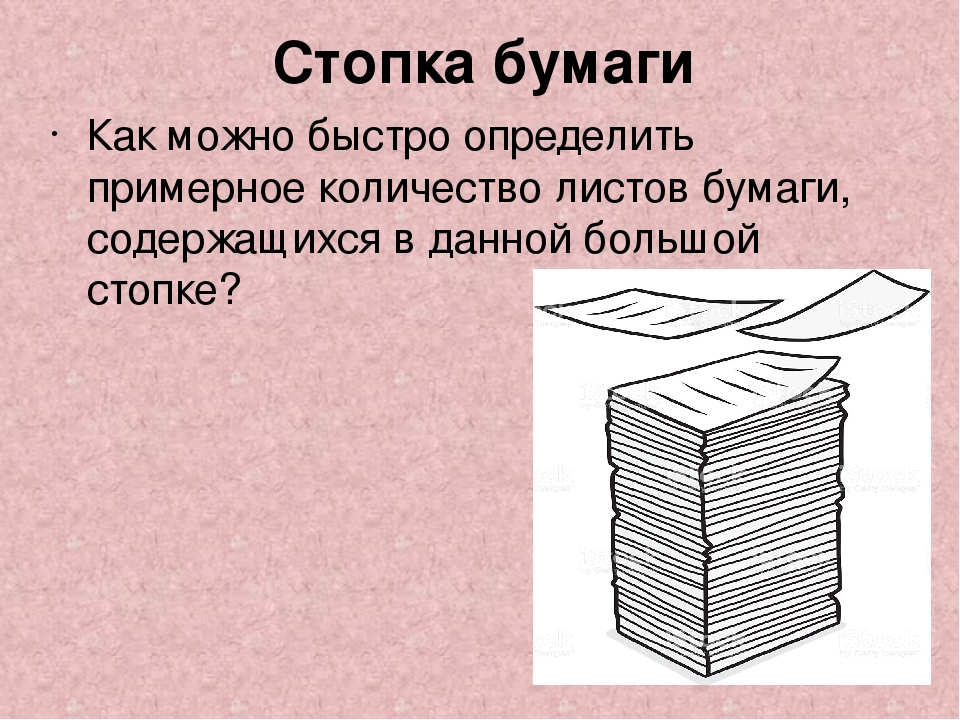 Стопка бумаги
• Как можно быстро определить
примерное количество листов бумаги,
содержащихся в данной большой
стопке?